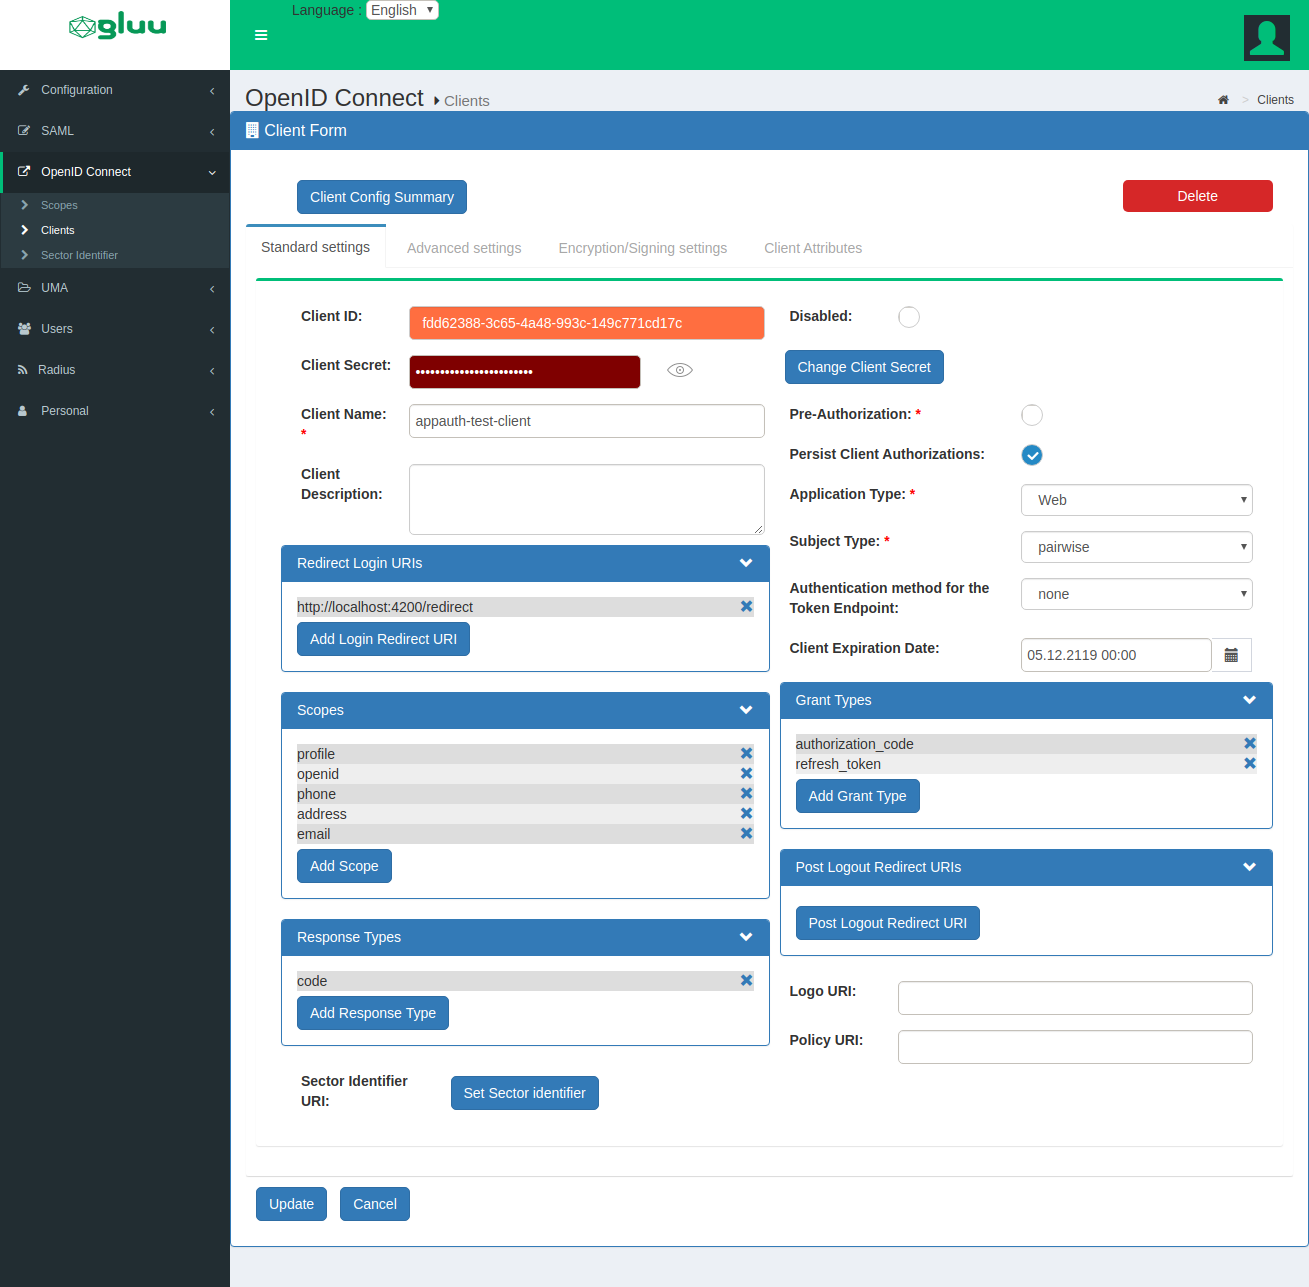 gluu
Language : English
Configuration
SAML
OpenID Connect
Scopes
Clients
Sector Identifier
UMA
Users
Radius
Personal
OpenID Connect Clients
> Clients
Client Form
Client Config Summary
Delete
Standard settings
Advanced settings
Encryption/Signing settings
Client Attributes
Client ID:
fdd62388-3c65-4a48-993c-149c771cd17c
Disabled:
Client Secret:
••••••••••••••••••••••••
Change Client Secret
Client Name:
*
appauth-test-client
Pre-Authorization: *
Persist Client Authorizations:
Client
Description:
Application Type: *
Web
Subject Type: *
pairwise
Authentication method for the
Token Endpoint:
none
Client Expiration Date:
05.12.2119 00:00
Redirect Login URIs
http://localhost:4200/redirect
Add Login Redirect URI
Scopes
profile
openid
phone
address
email
Add Scope
Grant Types
authorization_code
refresh_token
Add Grant Type
Post Logout Redirect URIs
Post Logout Redirect URI
Response Types
code
Add Response Type
Logo URI:
Policy URI:
Sector Identifier
URI:
Set Sector identifier
Update
Cancel